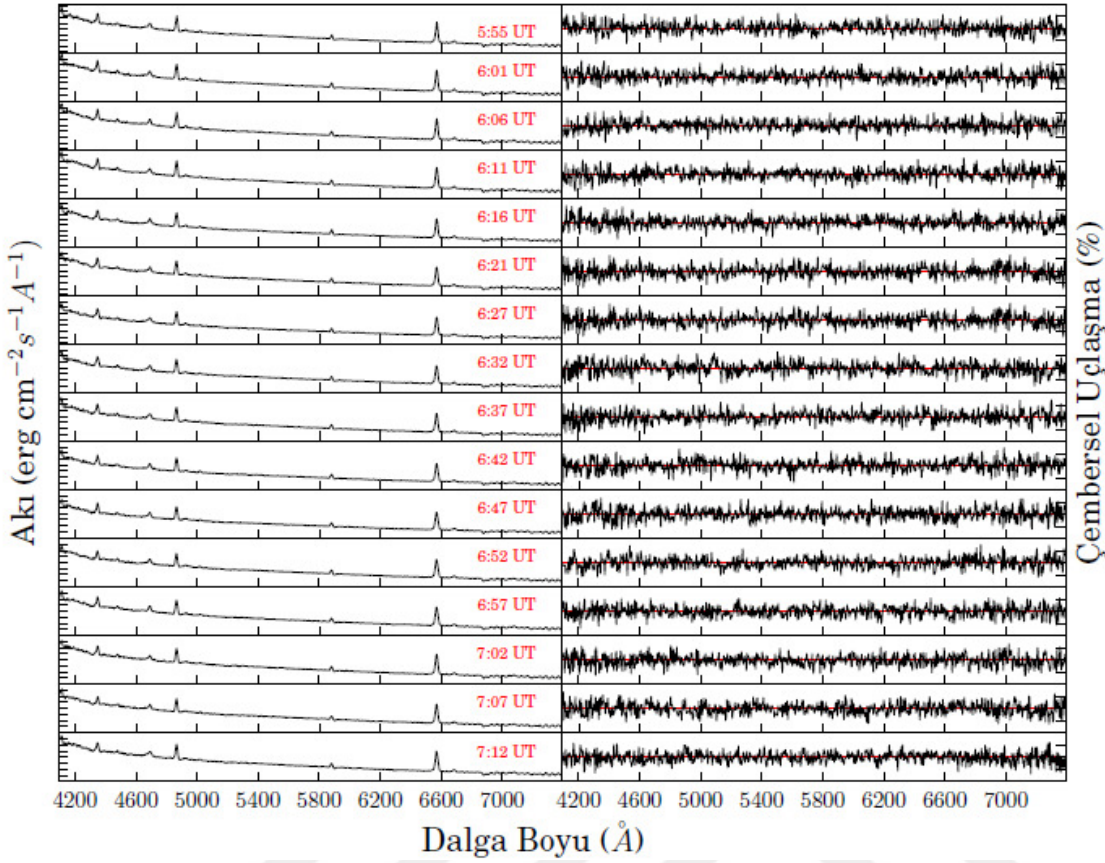 Akı (erg cm−2s−1A−1)
5:55 UT
6:01 UT
6:06 UT
6:11 UT
6:16 UT
6:21 UT
6:27 UT
6:32 UT
6:37 UT
6:42 UT
6:47 UT
6:52 UT
6:57 UT
7:02 UT
7:07 UT
7:12 UT
Çembersel Uçlaşma (%)
4200 4600 5000 5400 5800 6200 6600 7000 4200 4600 5000 5400 5800 6200 6600 7000
Dalga Boyu (Å)